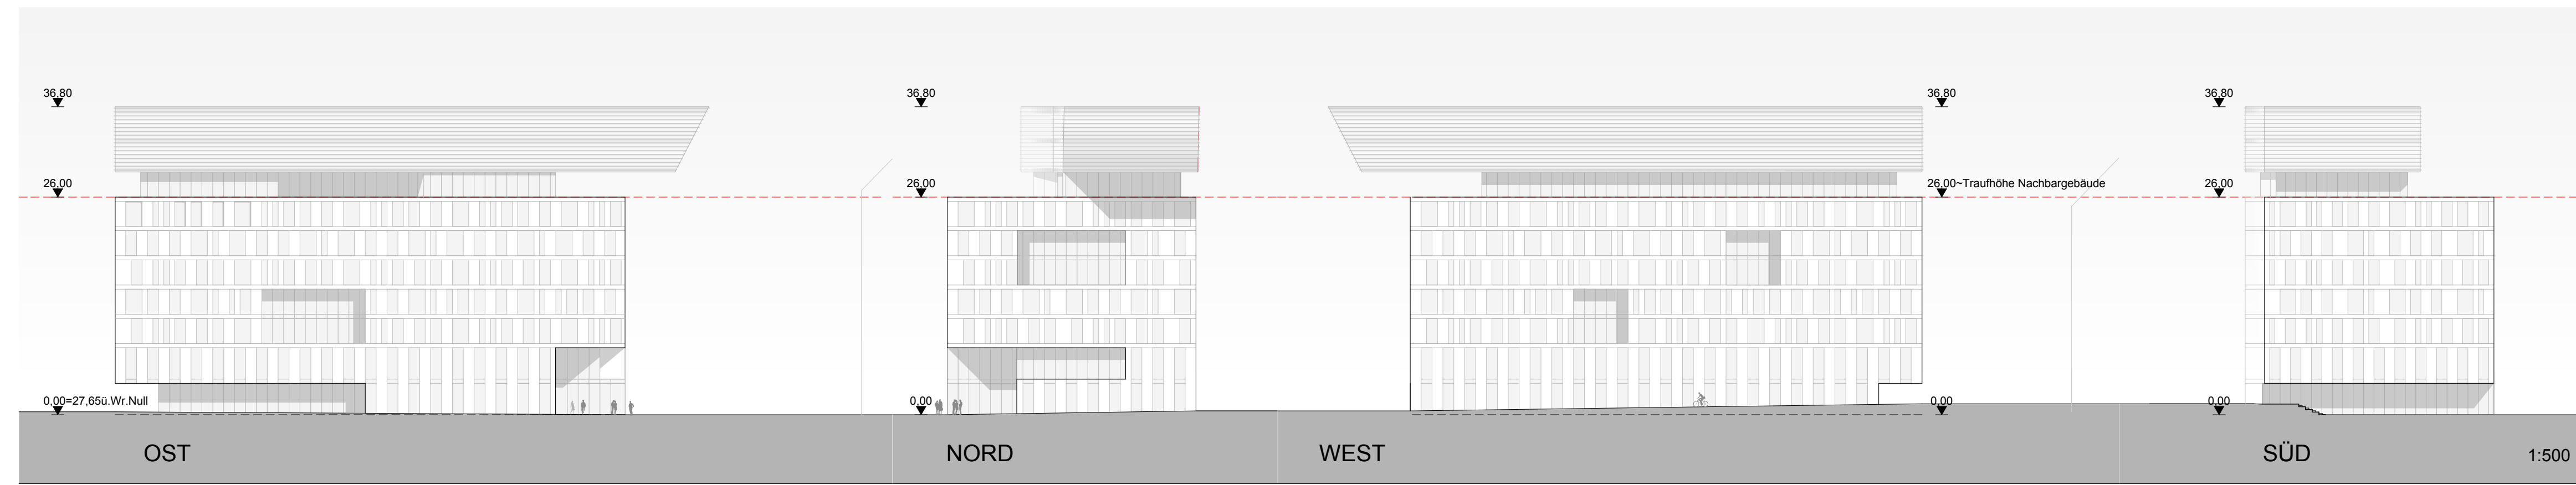 36,80
36,80
36,80
36,80
26,00
26,00
26,00~Traufhöhe Nachbargebäude
26,00
0,00=27,65ü.Wr.Null
0,00
0,00
0,00
OST
NORD
WEST
SÜD
1:500